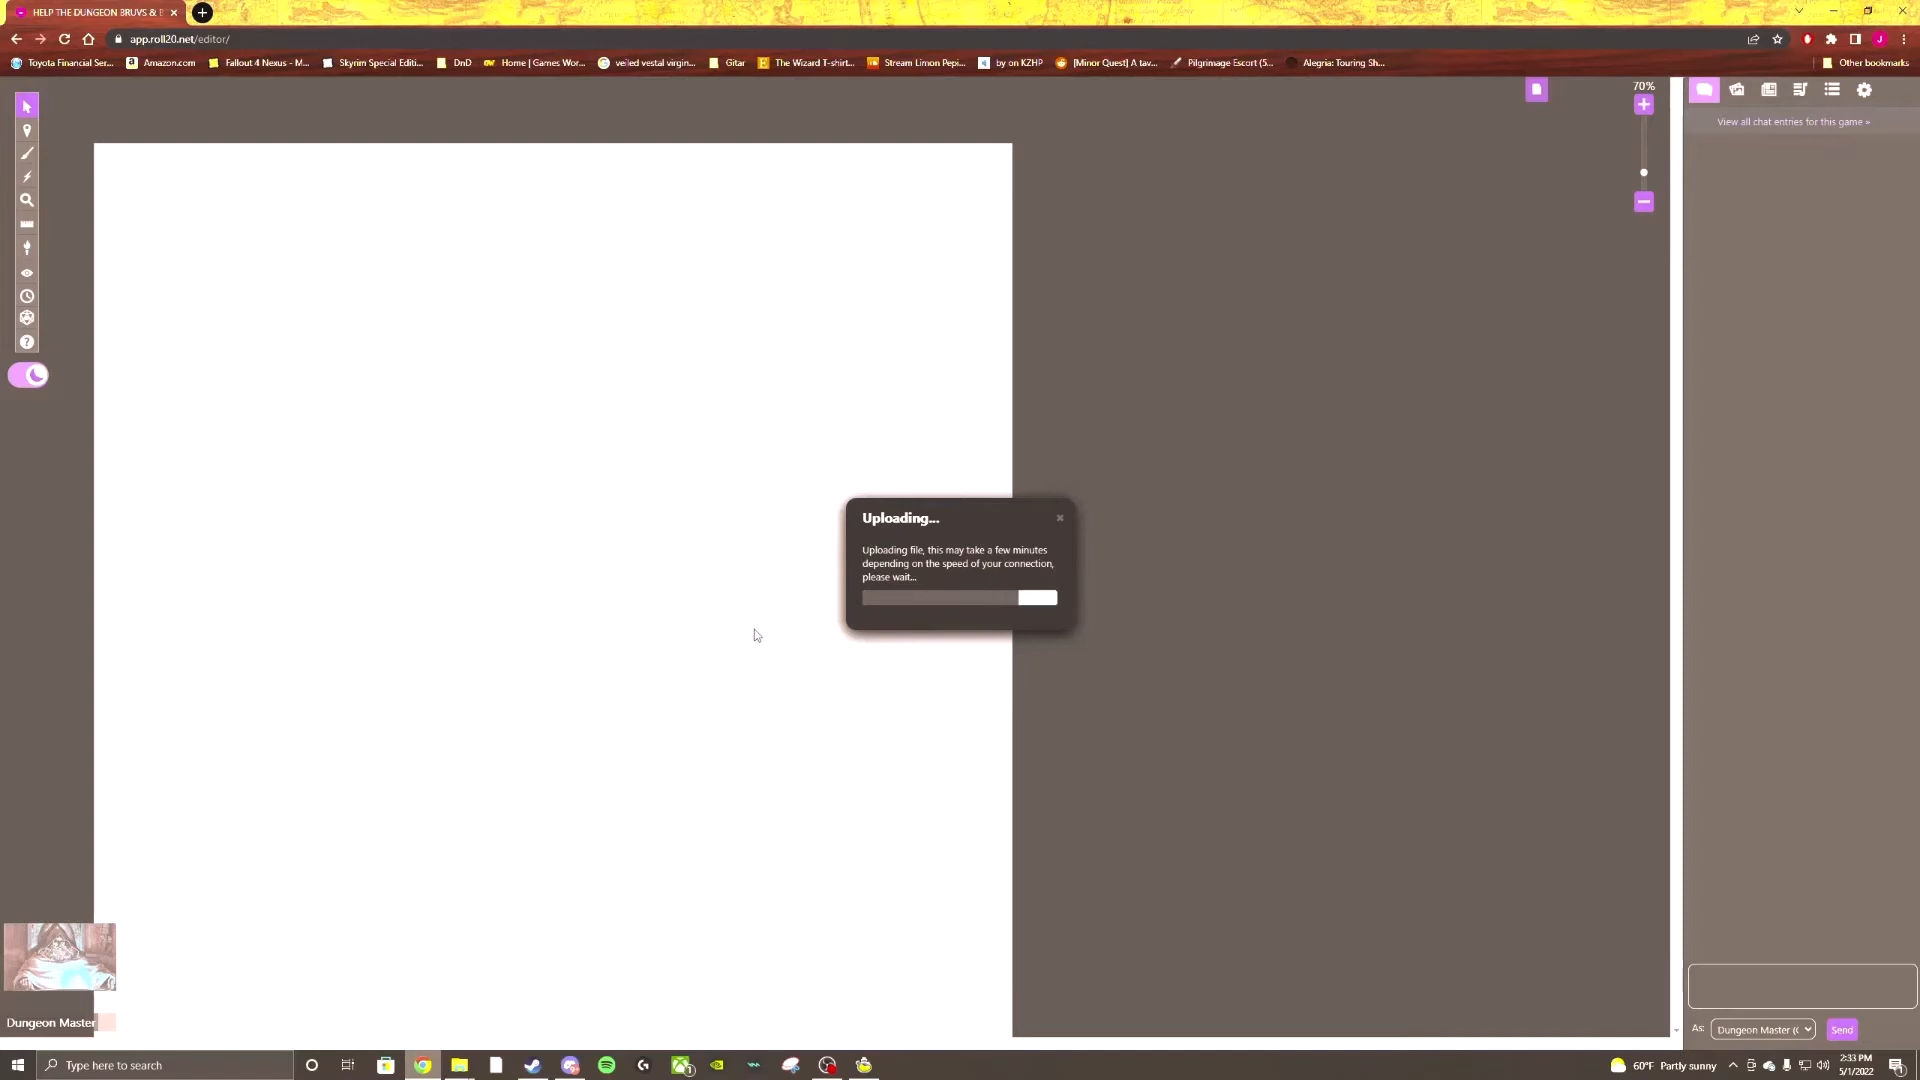 HELP THE DUNGEON BRUVS & E
app.roll20.net/editor/
Toyota Financial Ser...
Amazon.com
Fallout 4 Nexus - M...
Skyrim Special Editi...
DnD
Home | Games Wor...
veiled vestal virgin...
Gitar
The Wizard T-shirt...
Stream Limon Pepi...
by on KZHP
[Minor Quest] A tav...
Pilgrimage Escort (5...
Alegria: Touring Sh...
Other bookmarks
70%
View all chat entries for this game »
Uploading...
Uploading file, this may take a few minutes
depending on the speed of your connection,
please wait...
Dungeon Master
As:
Dungeon Master (
Send
Type here to search
60°F Partly sunny
2:33 PM
5/1/2022